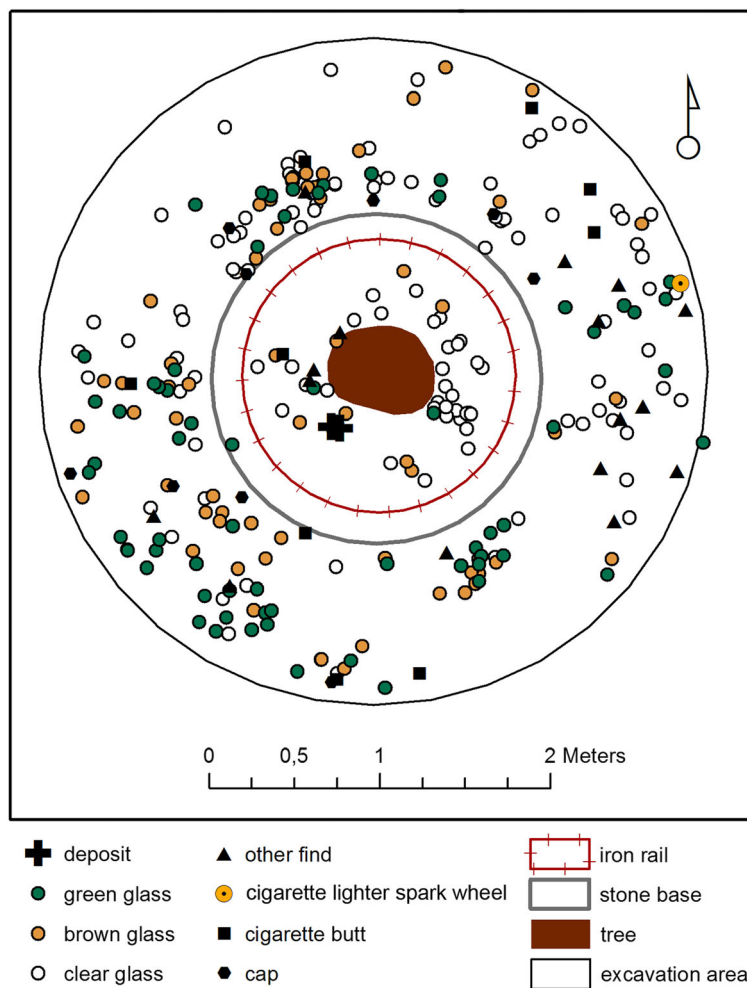 0 0,5 1 2 Meters
deposit other find iron rail
green glass cigarette lighter spark wheel stone base
brown glass cigarette butt tree
clear glass cap excavation area